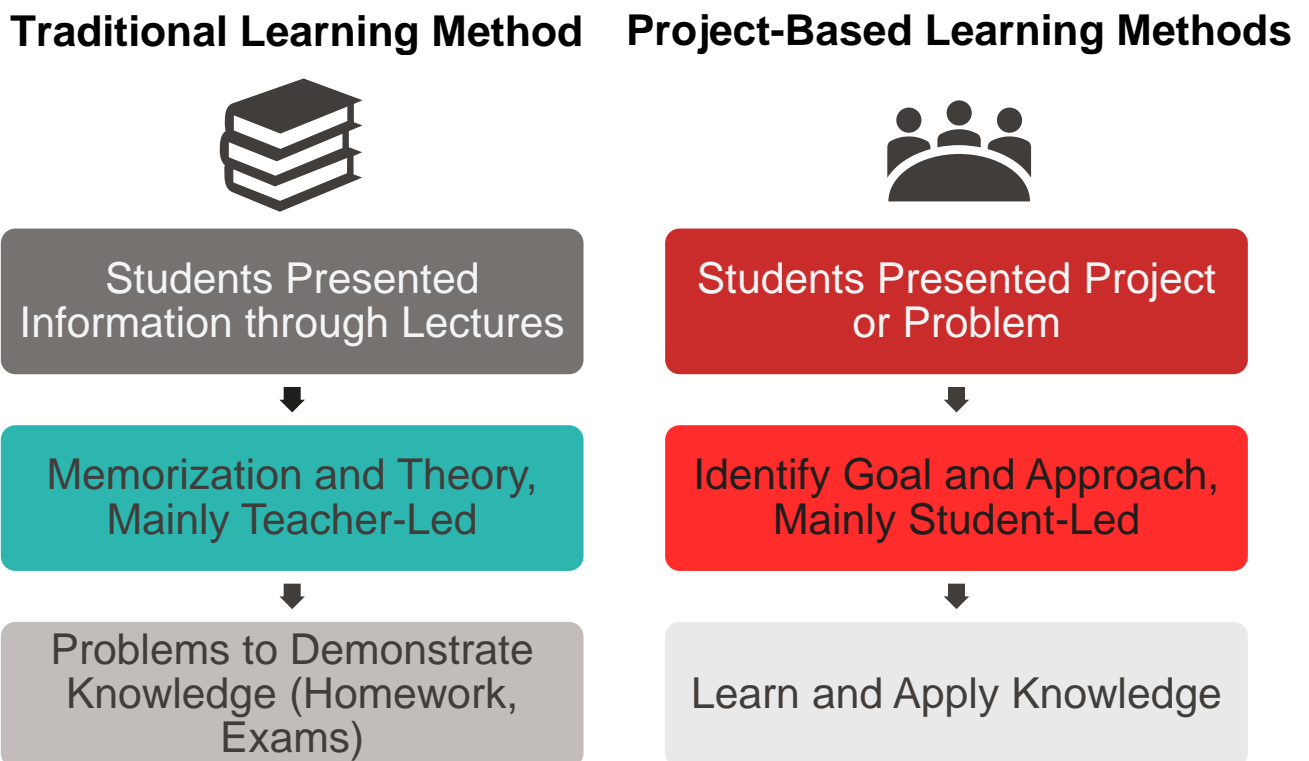 Traditional Learning Method
Students Presented
Information through Lectures
Memorization and Theory,
Mainly Teacher-Led
Problems to Demonstrate
Knowledge (Homework,
Exams)
Project-Based Learning Methods
Students Presented Project
or Problem
Identify Goal and Approach,
Mainly Student-Led
Learn and Apply Knowledge